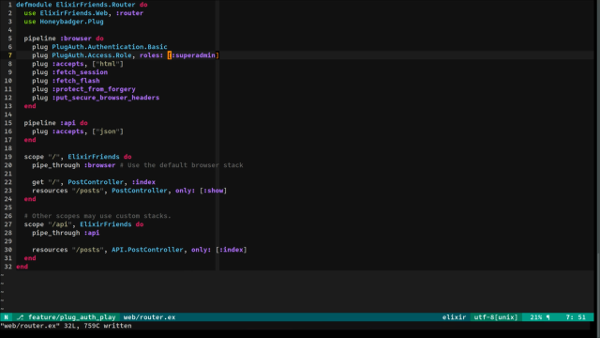 1 defmodule ElixirFriends.Router do
2   use ElixirFriends.Web, :router
3   use Honeybadger.Plug
4
5   pipeline :browser do
6     plug PlugAuth.Authentication.Basic
7     plug PlugAuth.Access.Role, roles: [:superadmin]
8     plug :accepts, ["html"]
9     plug :fetch_session
10     plug :fetch_flash
11     plug :protect_from_forgery
12     plug :put_secure_browser_headers
13   end
14
15   pipeline :api do
16     plug :accepts, ["json"]
17   end
18
19   scope "/", ElixirFriends do
20     pipe_through :browser # Use the default browser stack
21
22     get "/", PostController, :index
23     resources "/posts", PostController, only: [:show]
24   end
25
26   # Other scopes may use custom stacks.
27   scope "/api", ElixirFriends do
28     pipe_through :api
29
30     resources "/posts", API.PostController, only: [:index]
31   end
32 end
~
~
~
~
~
N feature/plug_auth_play web/router.ex elixir utf-8[unix] 21% ¶ 7: 51
"web/router.ex" 32L, 759C written